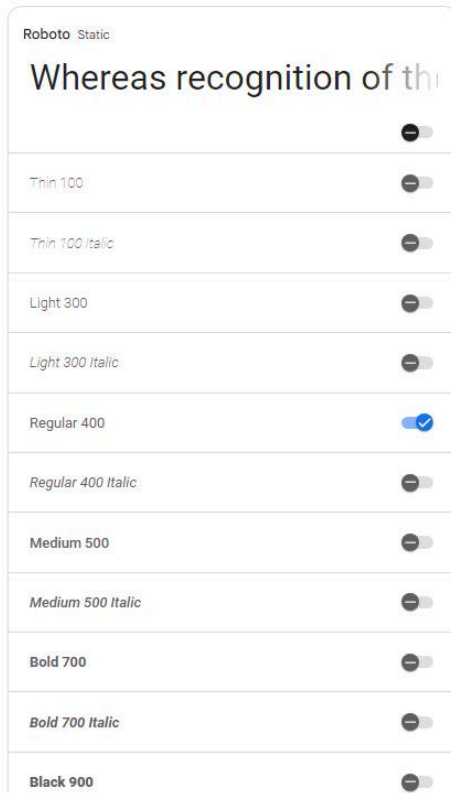 Roboto Static
Whereas recognition of the
Thin 100
Thin 100 Italic
Light 300
Light 300 Italic
Regular 400
Regular 400 Italic
Medium 500
Medium 500 Italic
Bold 700
Bold 700 Italic
Black 900